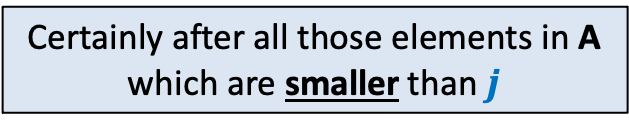 Certainly after all those elements in A
which are smaller than j